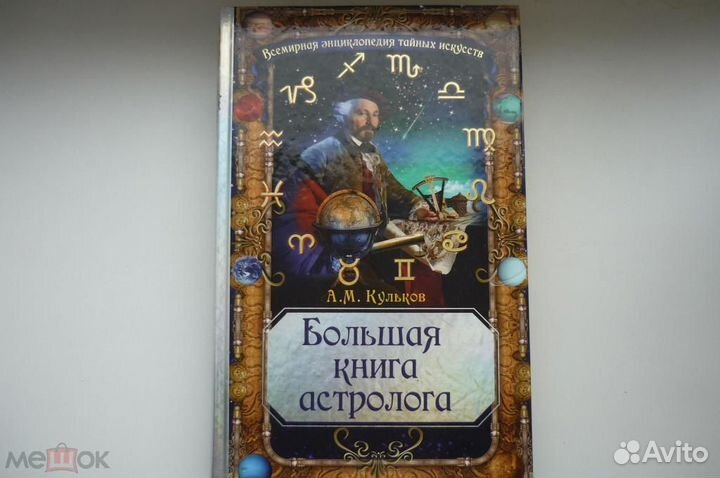 Всемирная энциклопедия тайных искусств
А.М. Кульков
Большая
книга
астролога
мешок
Avito